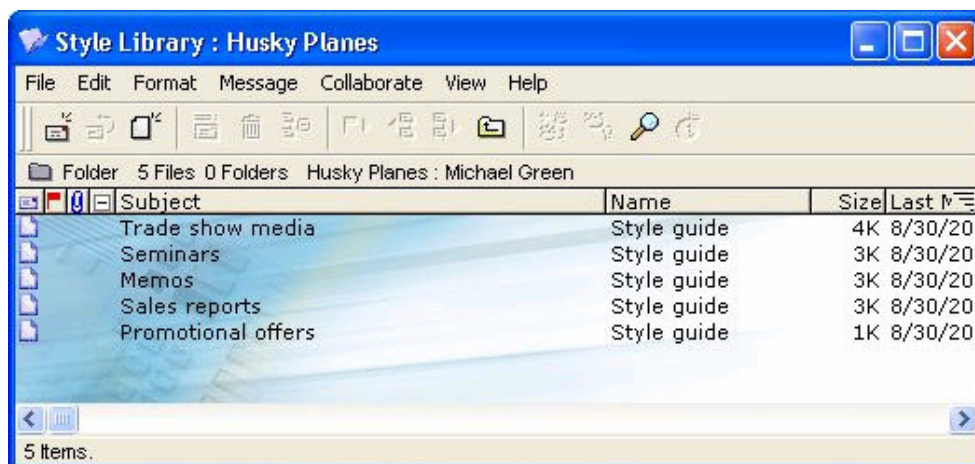 Style Library : Husky Planes
File Edit Format Message Collaborate View Help
Folder 5 Files 0 Folders Husky Planes : Michael Green
Subject Name Size Last
Trade show media Style guide 4K 8/30/20
Seminars Style guide 3K 8/30/20
Memos Style guide 3K 8/30/20
Sales reports Style guide 3K 8/30/20
Promotional offers Style guide 1K 8/30/20
5 Items.